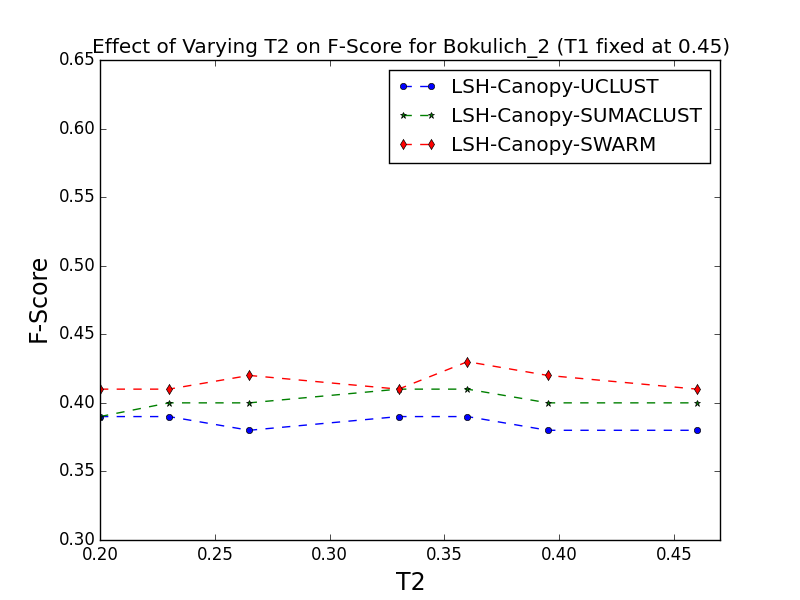 Effect of Varying T2 on F-Score for Bokulich_2 (T1 fixed at 0.45)
LSH-Canopy-UCLUST
LSH-Canopy-SUMACLUST
LSH-Canopy-SWARM
F-Score
0.65
0.60
0.55
0.50
0.45
0.40
0.35
0.30
0.20 0.25 0.30 0.35 0.40 0.45
T2